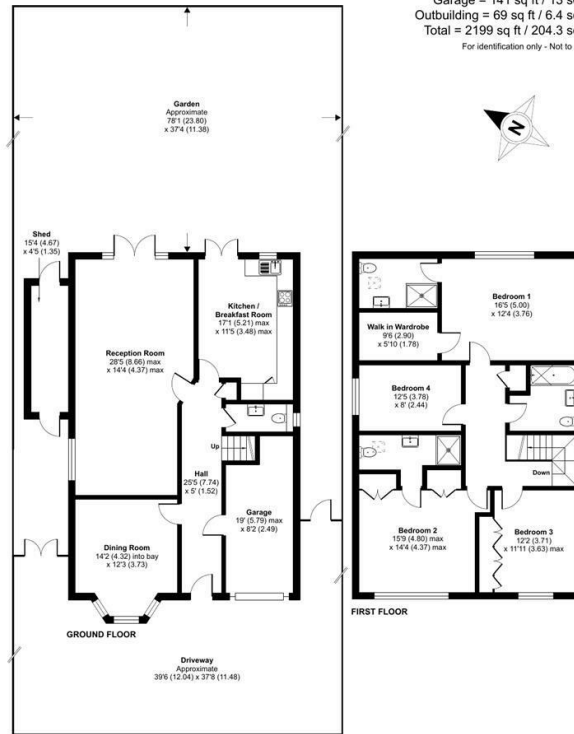 Garage = 141 sq ft / 13 sq
Outbuilding = 69 sq ft / 6.4 sq
Total = 2199 sq ft / 204.3 sq
For identification only - Not to
N
Garden
Approximate
78'1 (23.80)
x 37'4 (11.38)
Shed
15'4 (4.67)
x 4'5 (1.35)
Reception Room
28'5 (8.66) max
x 14'4 (4.37) max
Kitchen /
Breakfast Room
17'1 (5.21) max
x 11'5 (3.48) max
Up
Hall
25'5 (7.74)
x 5' (1.52)
Garage
19' (5.79) max
x 8'2 (2.49)
Dining Room
14'2 (4.32) into bay
x 12'3 (3.73)
GROUND FLOOR
Driveway
Approximate
39'6 (12.04) x 37'8 (11.48)
Bedroom 1
16'5 (5.00)
x 12'4 (3.76)
Walk in Wardrobe
9'6 (2.90)
x 5'10 (1.78)
Bedroom 4
12'5 (3.78)
x 8' (2.44)
Down
Bedroom 2
15'9 (4.80) max
x 14'4 (4.37) max
Bedroom 3
12'2 (3.71)
x 11'11 (3.63) max
FIRST FLOOR